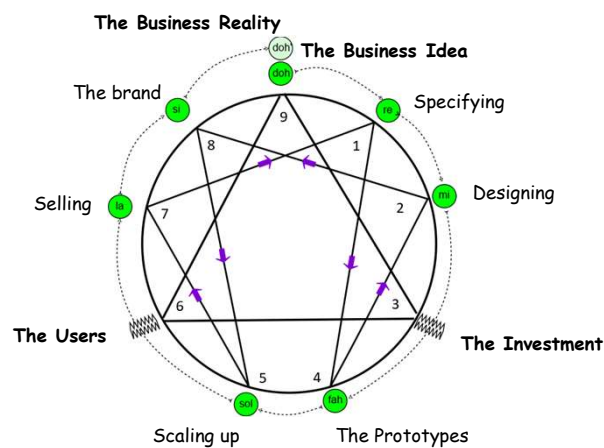 The Business Reality
doh
The Business Idea
doh
The brand
si
re
Specifying
9
8
1
Selling
la
mi
Designing
7
2
6
3
The Users
The Investment
5
4
sol
fah
Scaling up
The Prototypes